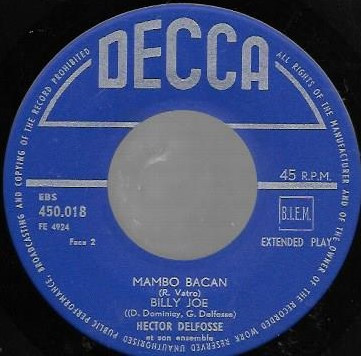 DECCA
ALL RIGHTS OF THE MANUFACTURER AND OF THE OWNER OF THE RECORDED WORK RESERVED UNAUTHORISED PUBLIC PERFORMANCE, BROADCASTING AND COPYING OF THE RECORD PROHIBITED
45 R.P.M.
EBS
450.018
FE 4924
Face 2
B.I.E.M.
EXTENDED PLAY
MAMBO BACAN
(R. Vatro)
BILLY JOE
((D. Dominicy, G. Delfosse)
HECTOR DELFOSSE
et son ensemble